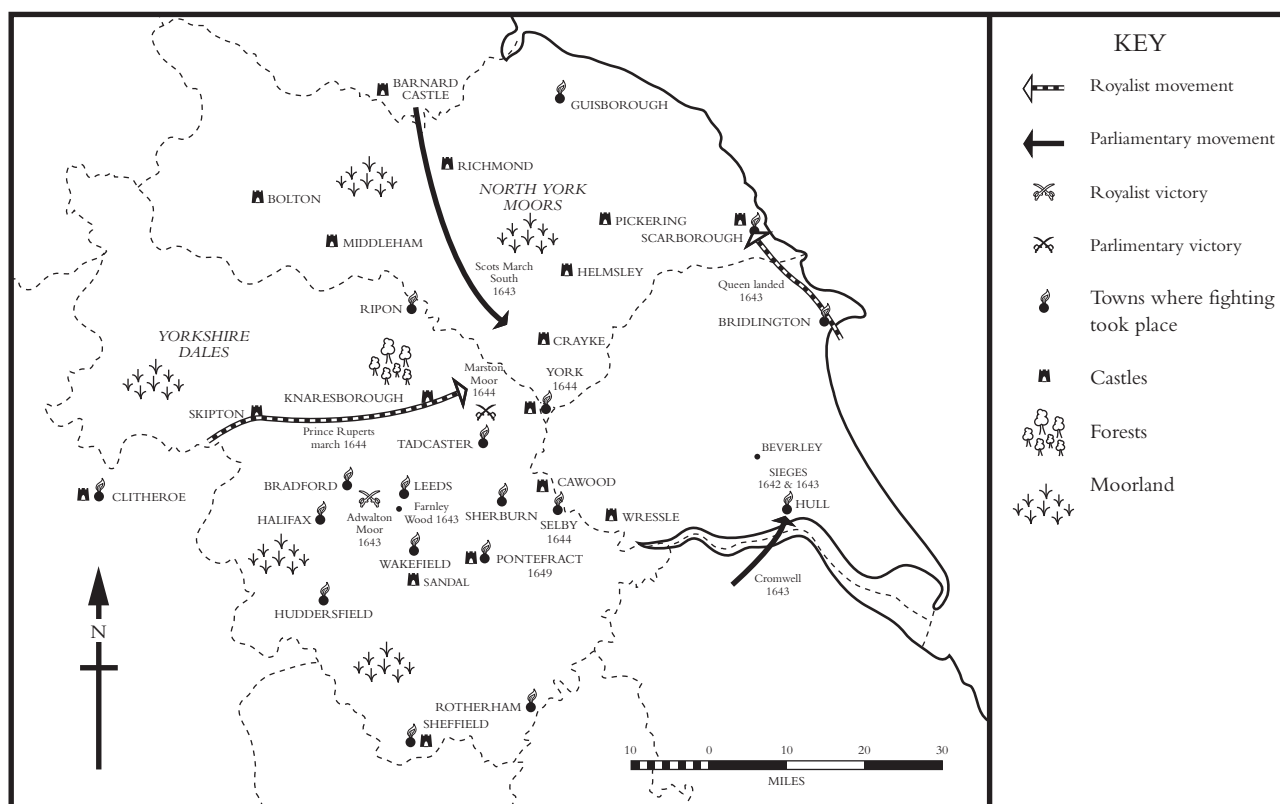 BARNARD
CASTLE
GUISBOROUGH
RICHMOND
NORTH YORK
MOORS
BOLTON
PICKERING
SCARBOROUGH
MIDDLEHAM
Scots March
South
1643
HELMSLEY
Queen landed
1643
RIPON
BRIDLINGTON
YORKSHIRE
DALES
CRAYKE
Marston
Moor
1644
YORK
1644
KNARESBOROUGH
SKIPTON
Prince Ruperts
march 1644
TADCASTER
BEVERLEY
SIEGES
1642 & 1643
HULL
CLITHEROE
BRADFORD
LEEDS
CAWOOD
HALIFAX
Adwalton
Moor
1643
Farnley
Wood 1643
SHERBURN
SELBY
1644
WRESSLE
WAKEFIELD
PONTEFRACT
1649
SANDAL
Cromwell
1643
HUDDERSFIELD
N
ROTHERHAM
SHEFFIELD
10 0 10 20 30
MILES
KEY
Royalist movement
Parliamentary movement
Royalist victory
Parlimentary victory
Towns where fighting
took place
Castles
Forests
Moorland